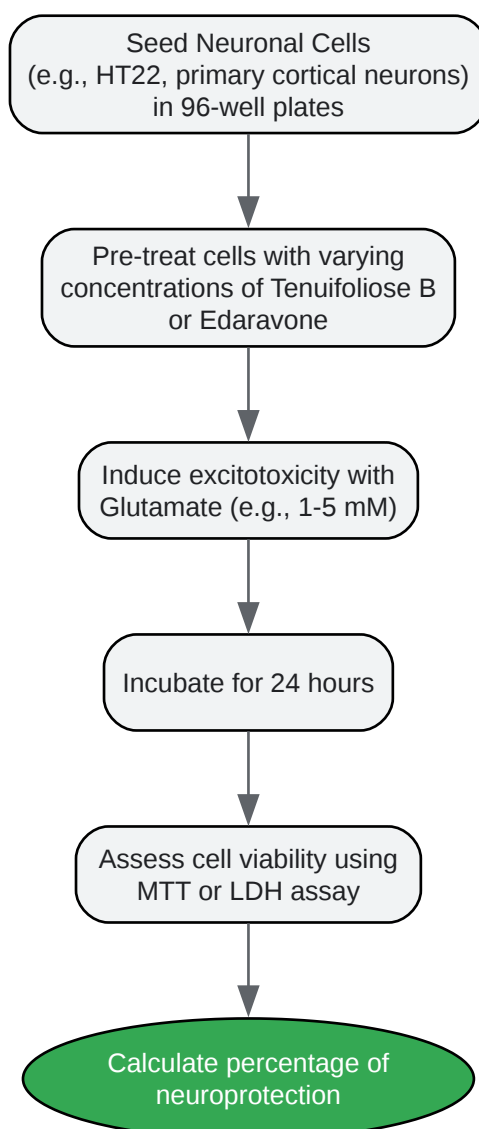 Seed Neuronal Cells
(e.g., HT22, primary cortical neurons)
in 96-well plates
Pre-treat cells with varying
concentrations of Tenuifoliose B
or Edaravone
Induce excitotoxicity with
Glutamate (e.g., 1-5 mM)
Incubate for 24 hours
Assess cell viability using
MTT or LDH assay
Calculate percentage of
neuroprotection